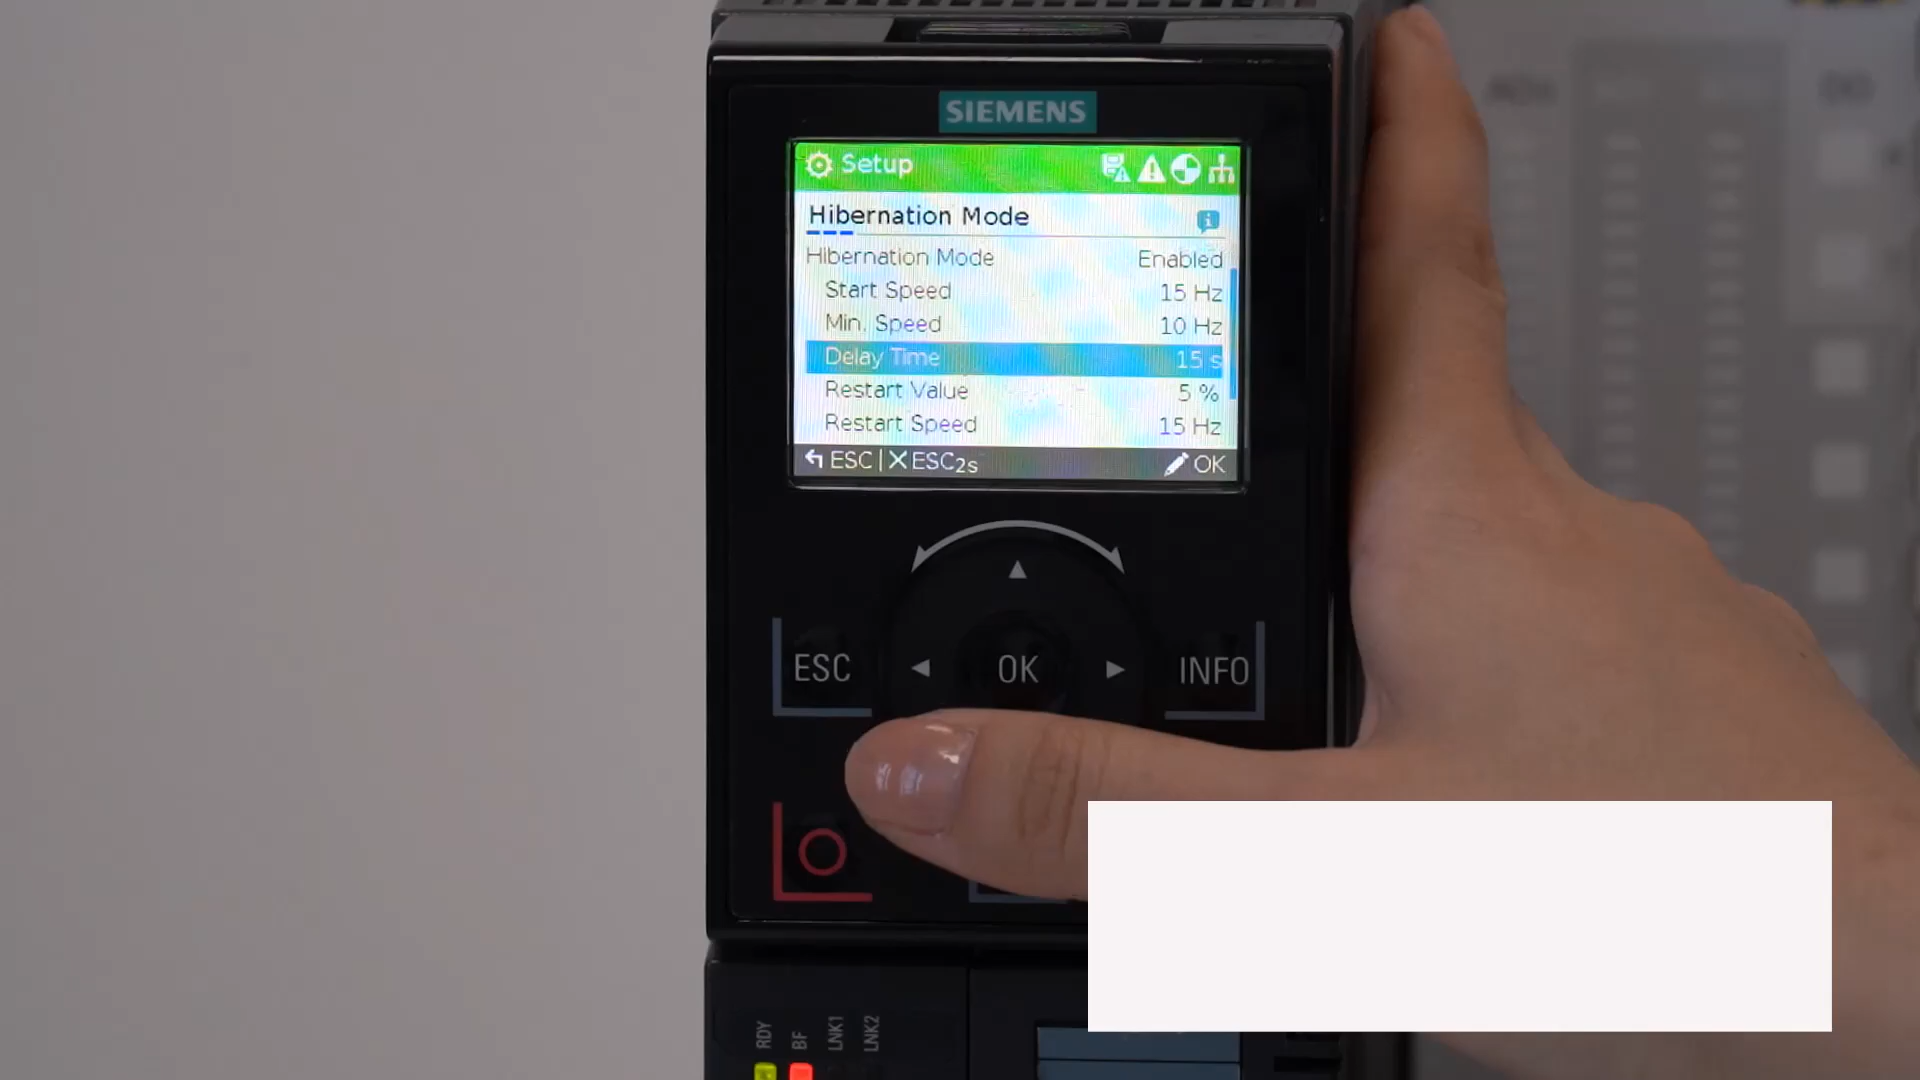 SIEMENS
Setup
Hibernation Mode
Hibernation Mode Enabled
Start Speed 15 Hz
Min. Speed 10 Hz
Delay Time 15 s
Restart Value 5 %
Restart Speed 15 Hz
ESC | ESC2s OK
ESC OK INFO
RDY BF LNK1 LNK2